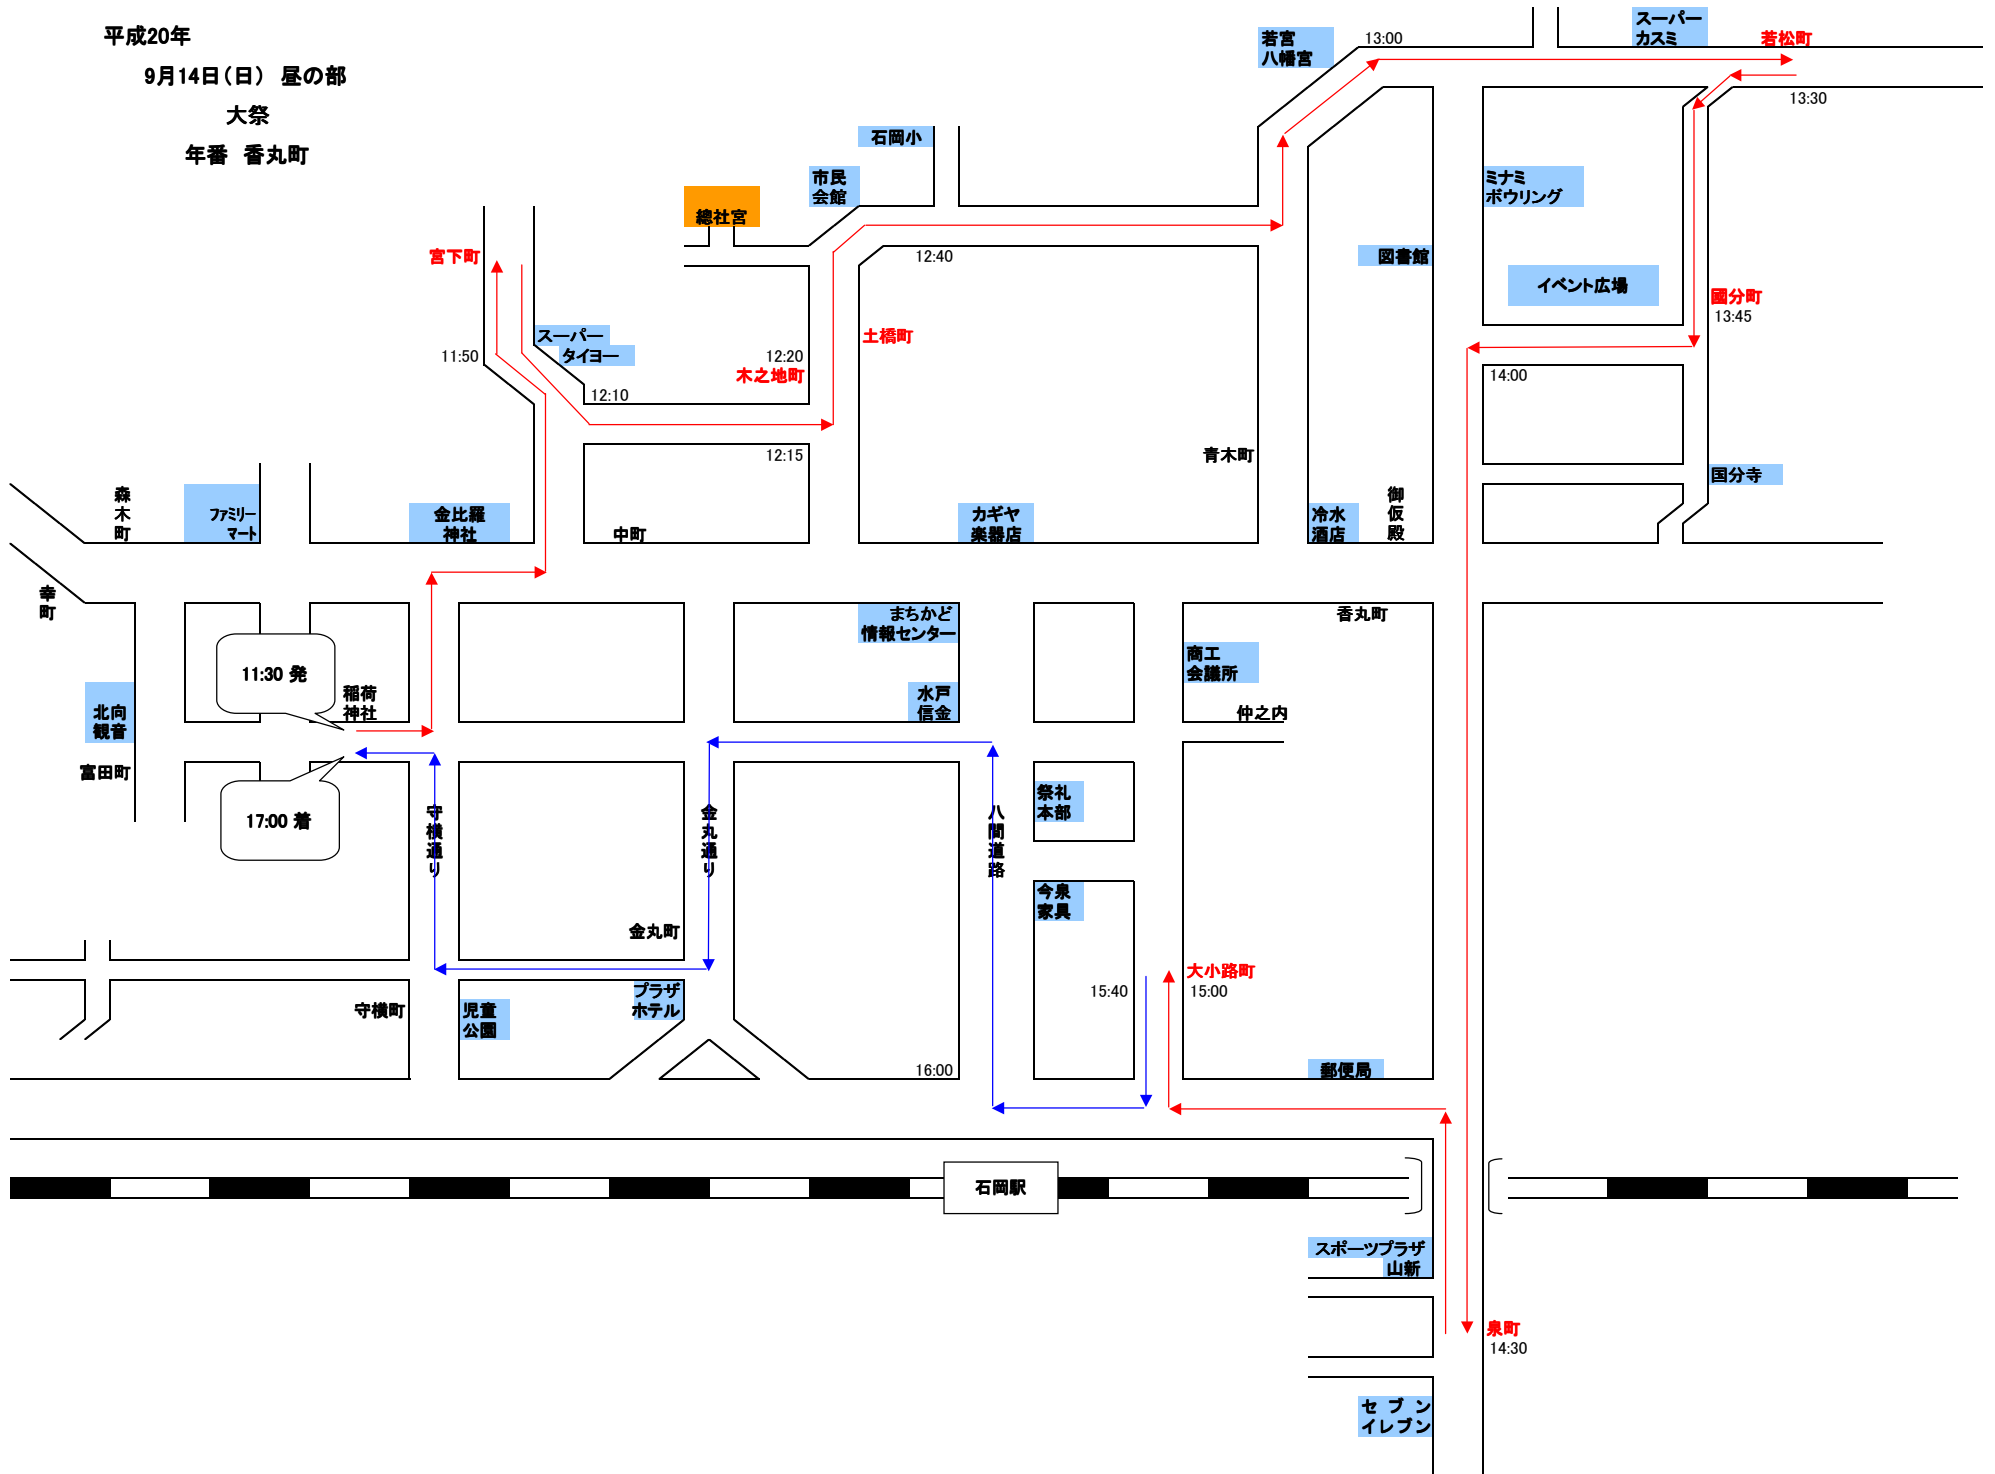 平成20年
9月14日(日) 昼の部
大祭
年番 香丸町
若宮
八幡宮
13:00
スーパー
カスミ
若松町
13:30
石岡小
市民
会館
總社宮
ミナミ
ボウリング
宮下町
12:40
図書館
イベント広場
國分町
13:45
スーパー
タイヨー
土橋町
11:50
12:20
木之地町
12:10
14:00
12:15
青木町
国分寺
森木町
ファミリー
マート
金比羅
神社
中町
カギヤ
楽器店
冷水
酒店
御仮殿
幸町
まちかど
情報センター
香丸町
商工
会議所
11:30 発
稲荷
神社
北向
観音
水戸
信金
仲之内
富田町
17:00 着
守横通り
金丸通り
八間道路
祭礼
本部
今泉
家具
金丸町
大小路町
15:00
15:40
守横町
児童
公園
プラザ
ホテル
16:00
郵便局
石岡駅
スポーツプラザ
山新
泉町
14:30
セブン
イレブン